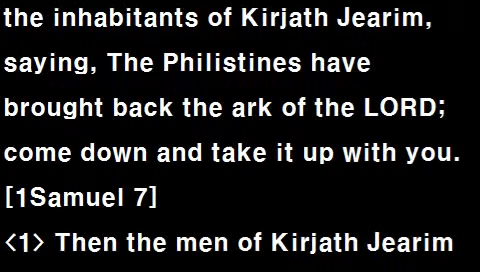 the inhabitants of Kirjath Jearim,
saying, The Philistines have
brought back the ark of the LORD;
come down and take it up with you.
[1Samuel 7]
<1> Then the men of Kirjath Jearim